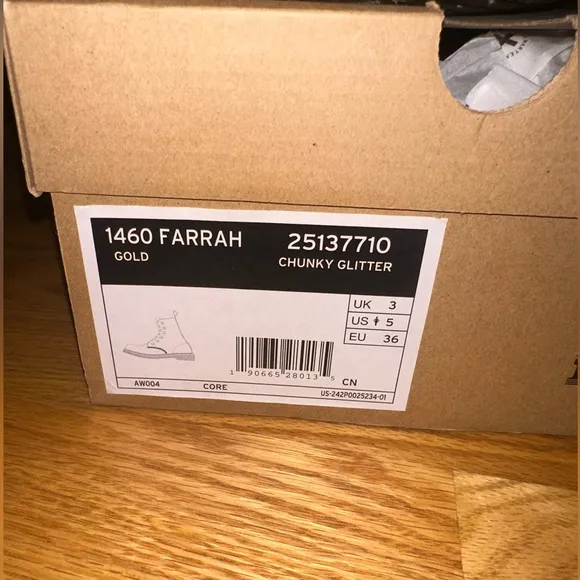 1460 FARRAH 25137710
GOLD CHUNKY GLITTER
UK 3
US 5
EU 36
1 90665 28013 5
CN
AW004 CORE US-242P0025234-01